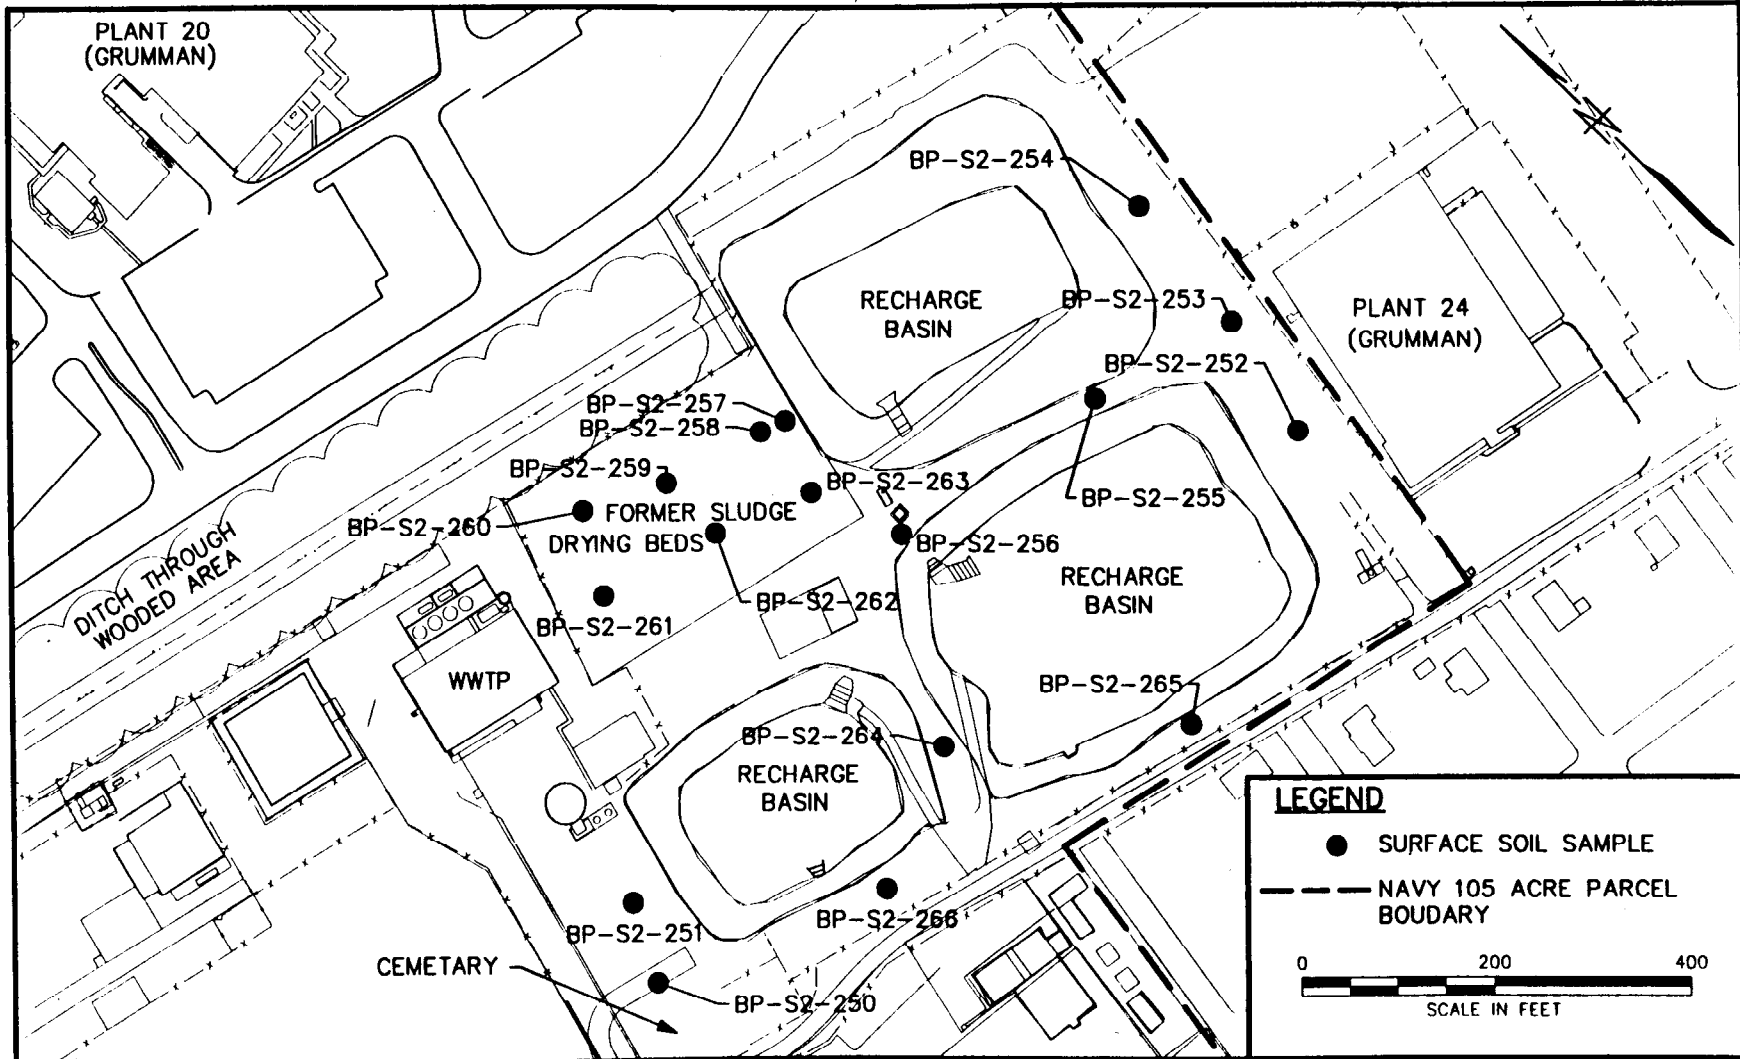 PLANT 20
(GRUMMAN)
BP-S2-254
RECHARGE
BASIN
BP-S2-253
PLANT 24
(GRUMMAN)
BP-S2-252
BP-S2-257
BP-S2-258
BP-S2-259
BP-S2-263
BP-S2-255
BP-S2-260
FORMER SLUDGE
DRYING BEDS
BP-S2-256
DITCH THROUGH
WOODED AREA
RECHARGE
BASIN
BP-S2-262
BP-S2-261
WWTP
BP-S2-265
BP-S2-264
RECHARGE
BASIN
BP-S2-266
BP-S2-251
CEMETARY
BP-S2-250
LEGEND
SURFACE SOIL SAMPLE
NAVY 105 ACRE PARCEL
BOUDARY
0 200 400
SCALE IN FEET